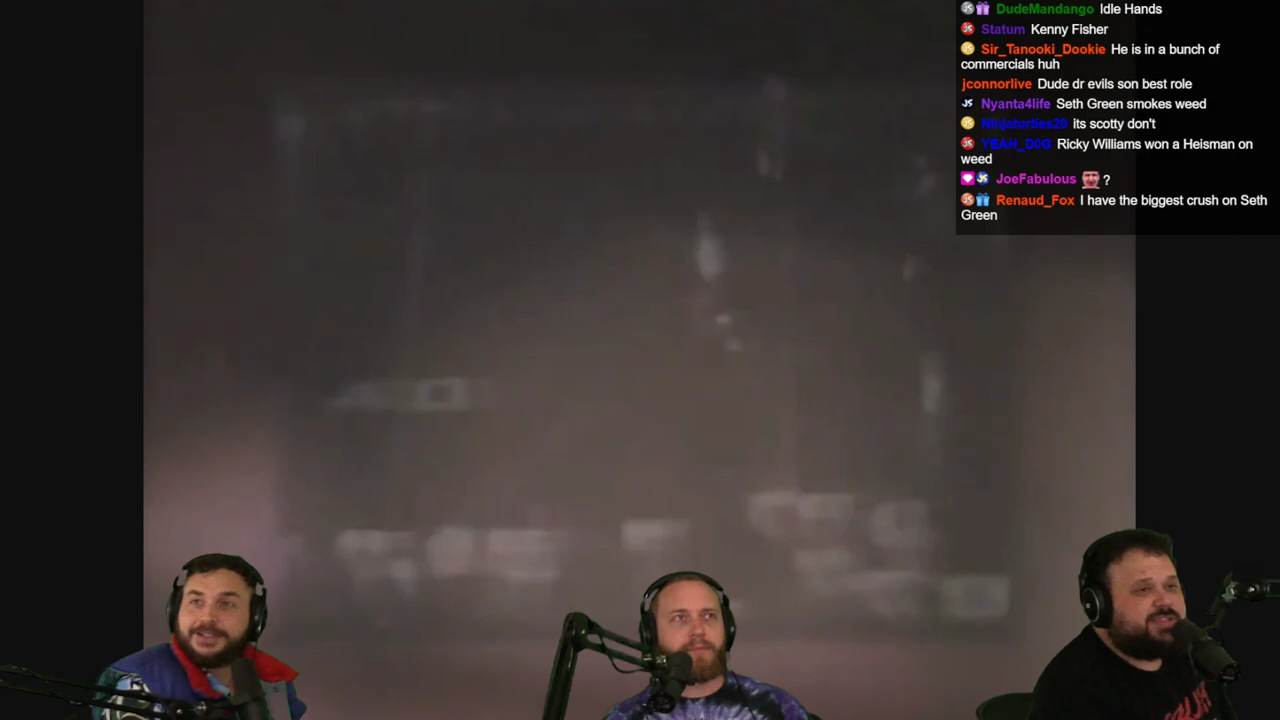 DudeMandango Idle Hands
Statum Kenny Fisher
Sir_Tanooki_Dookie He is in a bunch of
commercials huh
jconnorlive Dude dr evils son best role
Nyanta4life Seth Green smokes weed
Ninjaturtles20 its scotty don't
YEAH_D0G Ricky Williams won a Heisman on
weed
JoeFabulous ?
Renaud_Fox I have the biggest crush on Seth
Green